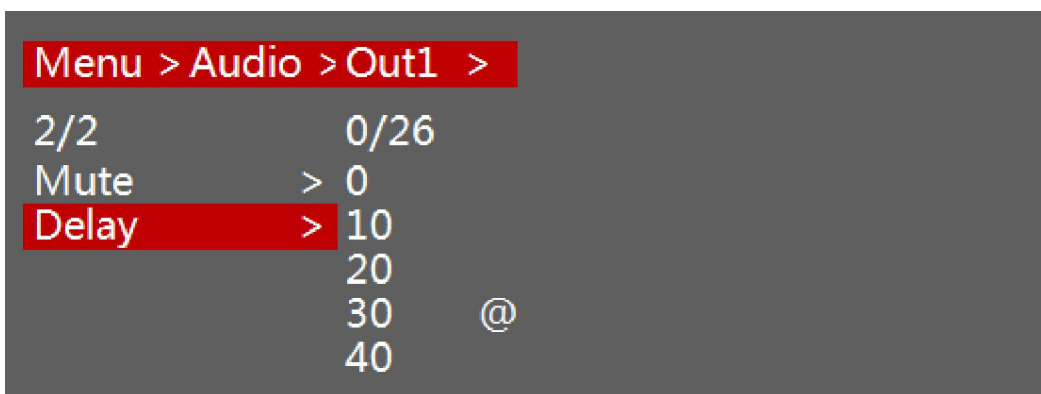 Menu > Audio > Out1 >
2/2 0/26
Mute > 0
Delay > 10
20
30 @
40